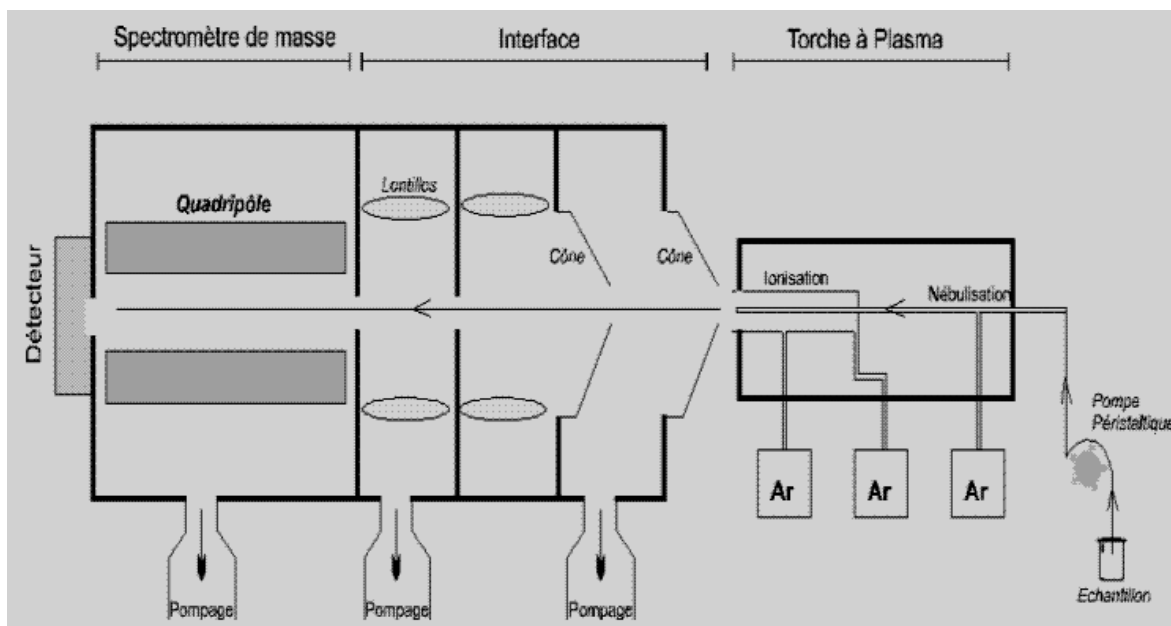 Spectromètre de masse
Interface
Torche à Plasma
Quadripôle
Lentilles
Cône
Cône
Ionisation
Nébulisation
Détecteur
Pompe
Péristaltique
Ar
Ar
Ar
Pompage
Pompage
Pompage
Echantillon